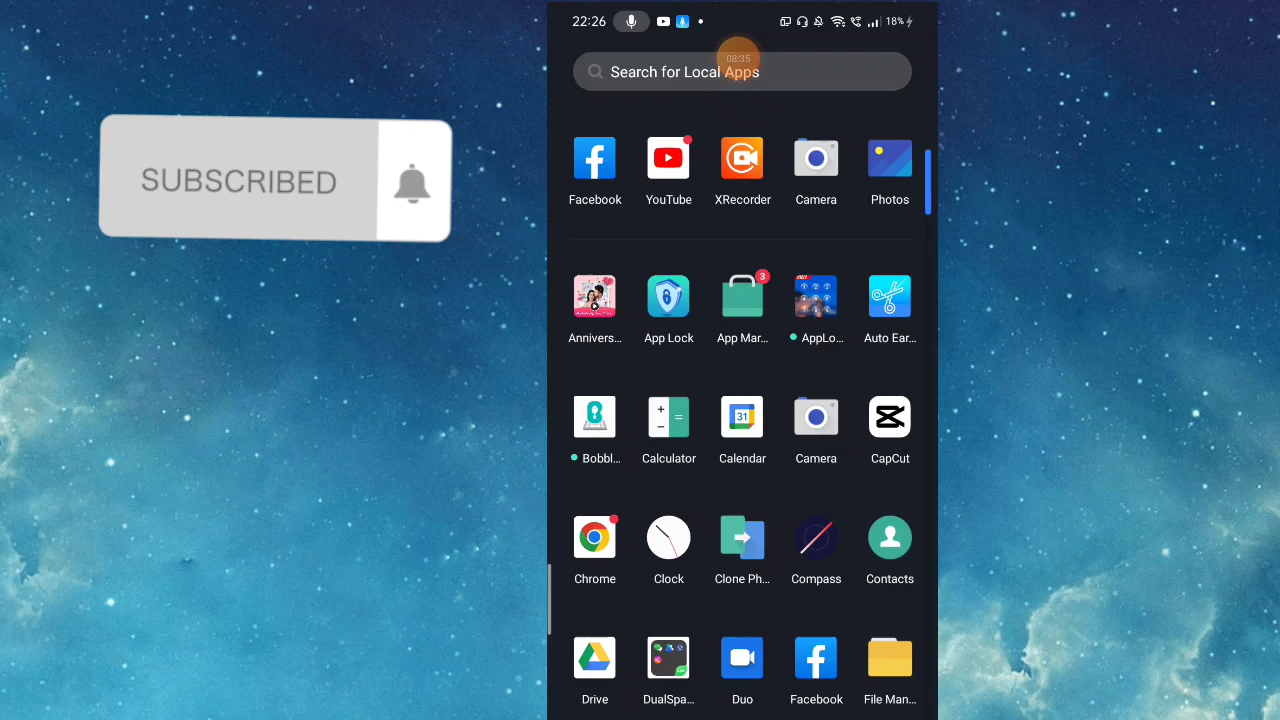 22:26
18%
08:35
Search for Local Apps
SUBSCRIBED
Facebook YouTube XRecorder Camera Photos
3
Annivers... App Lock App Mar... AppLo... Auto Ear...
31
Bobbl... Calculator Calendar Camera CapCut
Chrome Clock Clone Ph... Compass Contacts
Drive DualSpa... Duo Facebook File Man...